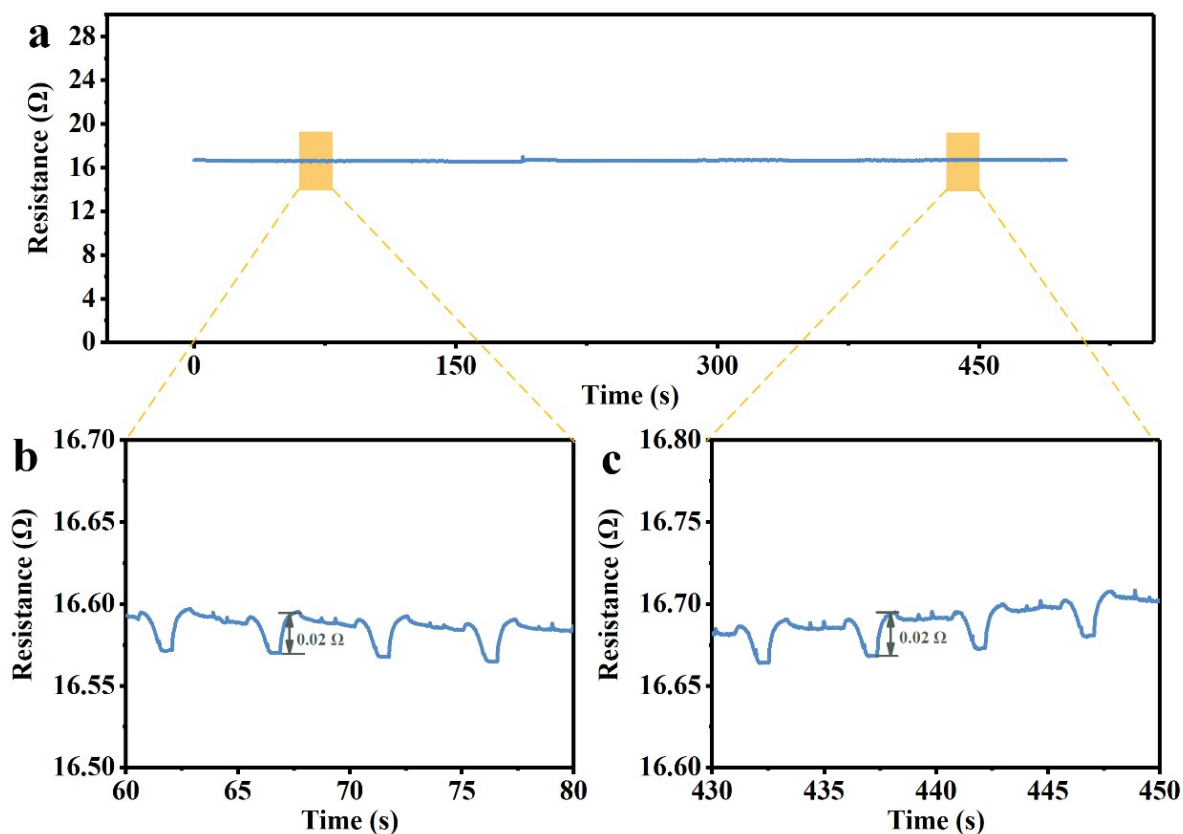 a
Resistance (Ω)
28
24
20
16
12
8
4
0
0 150 300 450
Time (s)
b
Resistance (Ω)
16.70
16.65
16.60
16.55
16.50
0.02 Ω
60 65 70 75 80
Time (s)
c
Resistance (Ω)
16.80
16.75
16.70
16.65
16.60
0.02 Ω
430 435 440 445 450
Time (s)